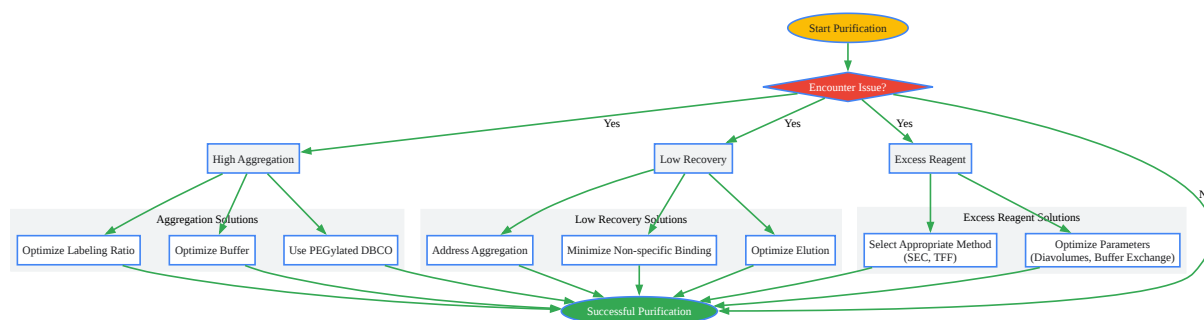 Start Purification
Encounter Issue?
Yes
Yes
Yes
High Aggregation
Low Recovery
Excess Reagent
Aggregation Solutions
Low Recovery Solutions
Excess Reagent Solutions
Optimize Labeling Ratio
Optimize Buffer
Use PEGylated DBCO
Address Aggregation
Minimize Non-specific Binding
Optimize Elution
Select Appropriate Method
(SEC, TFF)
Optimize Parameters
(Diavolumes, Buffer Exchange)
Successful Purification